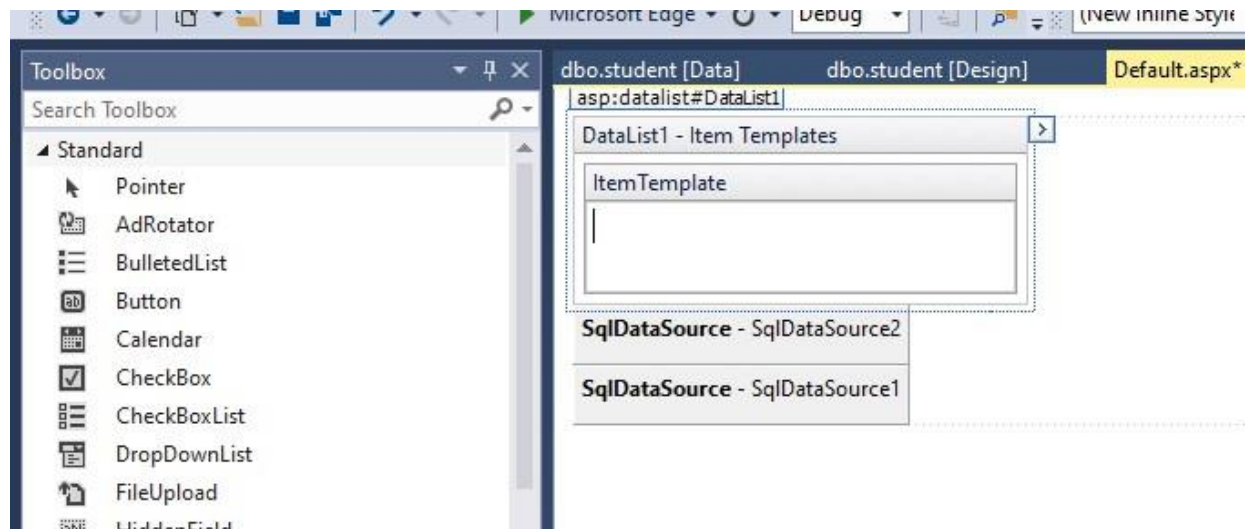 Microsoft Edge Debug (New Inline Style
Toolbox
Search Toolbox
Standard
Pointer
AdRotator
BulletedList
Button
Calendar
CheckBox
CheckBoxList
DropDownList
FileUpload
HiddenField
dbo.student [Data] dbo.student [Design] Default.aspx*
asp:datalist#DataList1
DataList1 - Item Templates
ItemTemplate
SqlDataSource - SqlDataSource2
SqlDataSource - SqlDataSource1